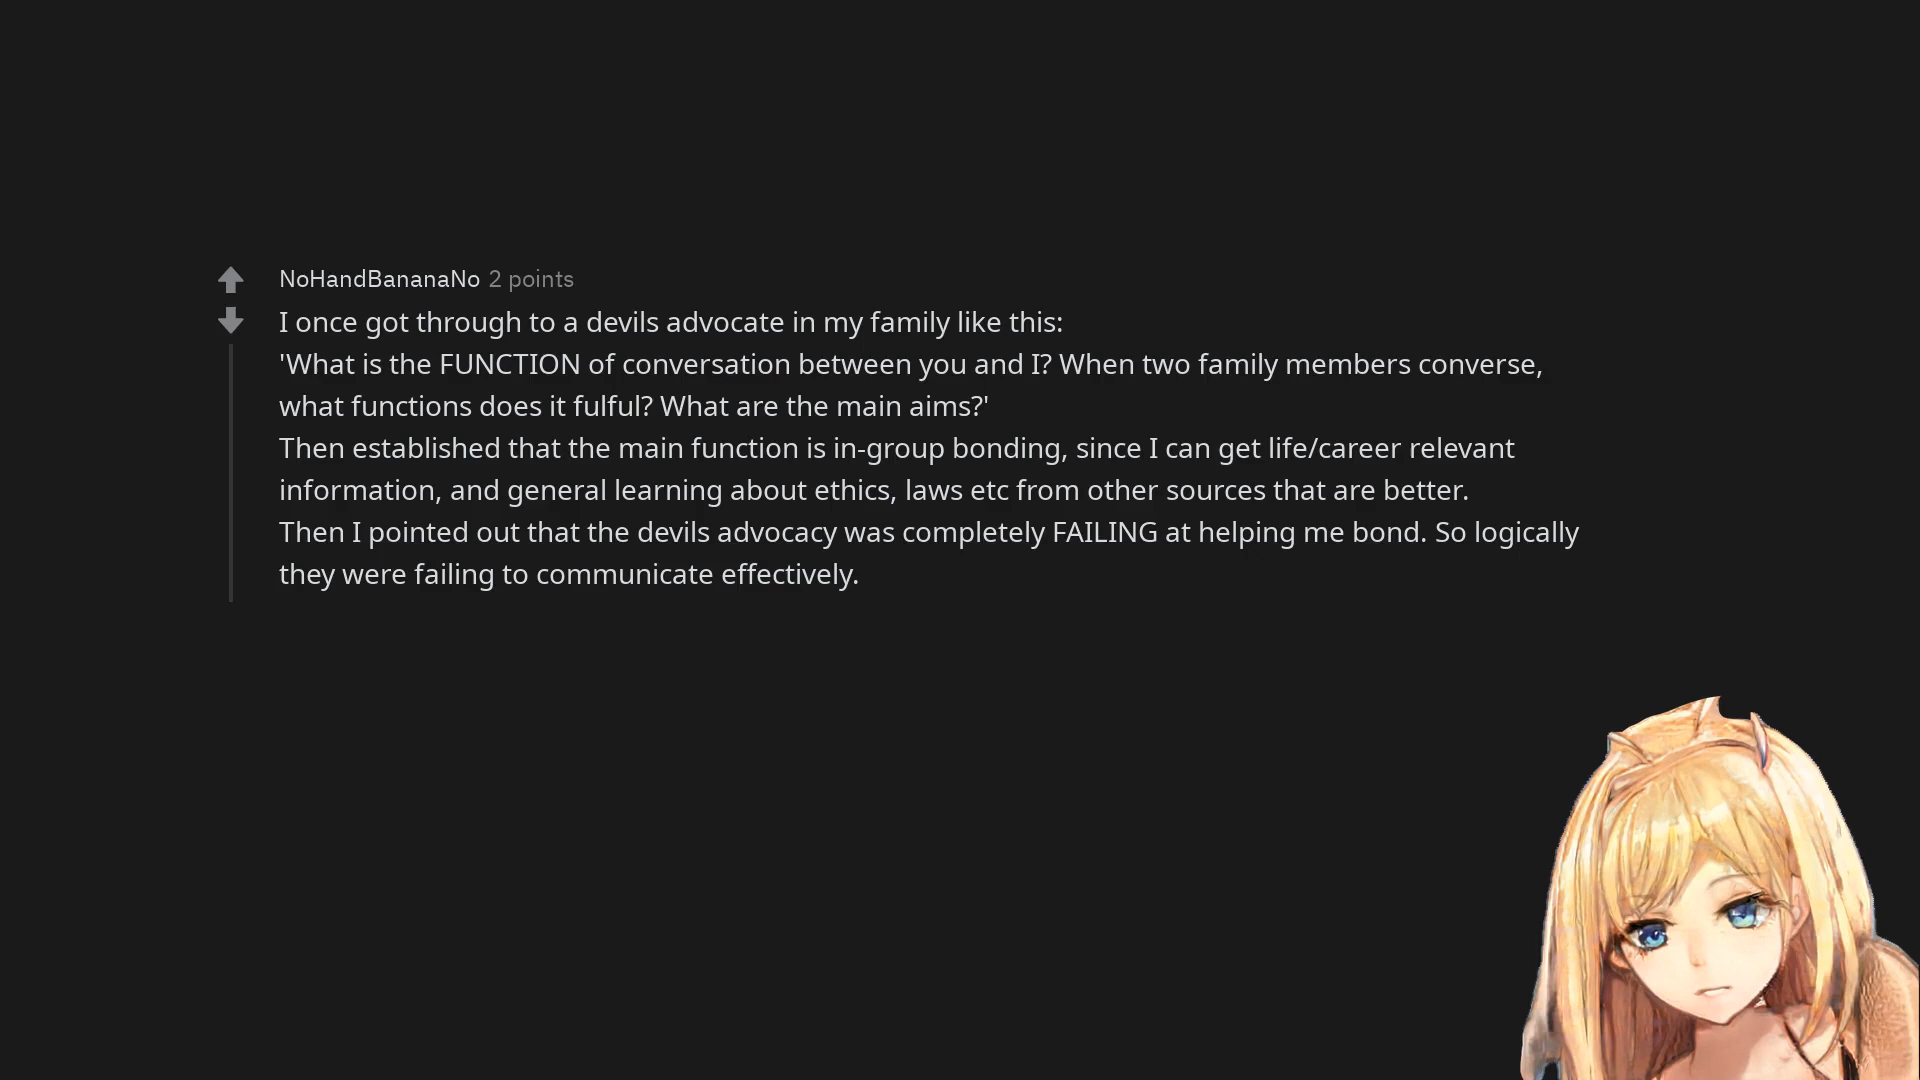 NoHandBananaNo 2 points
I once got through to a devils advocate in my family like this:
'What is the FUNCTION of conversation between you and I? When two family members converse,
what functions does it fulful? What are the main aims?'
Then established that the main function is in-group bonding, since I can get life/career relevant
information, and general learning about ethics, laws etc from other sources that are better.
Then I pointed out that the devils advocacy was completely FAILING at helping me bond. So logically
they were failing to communicate effectively.